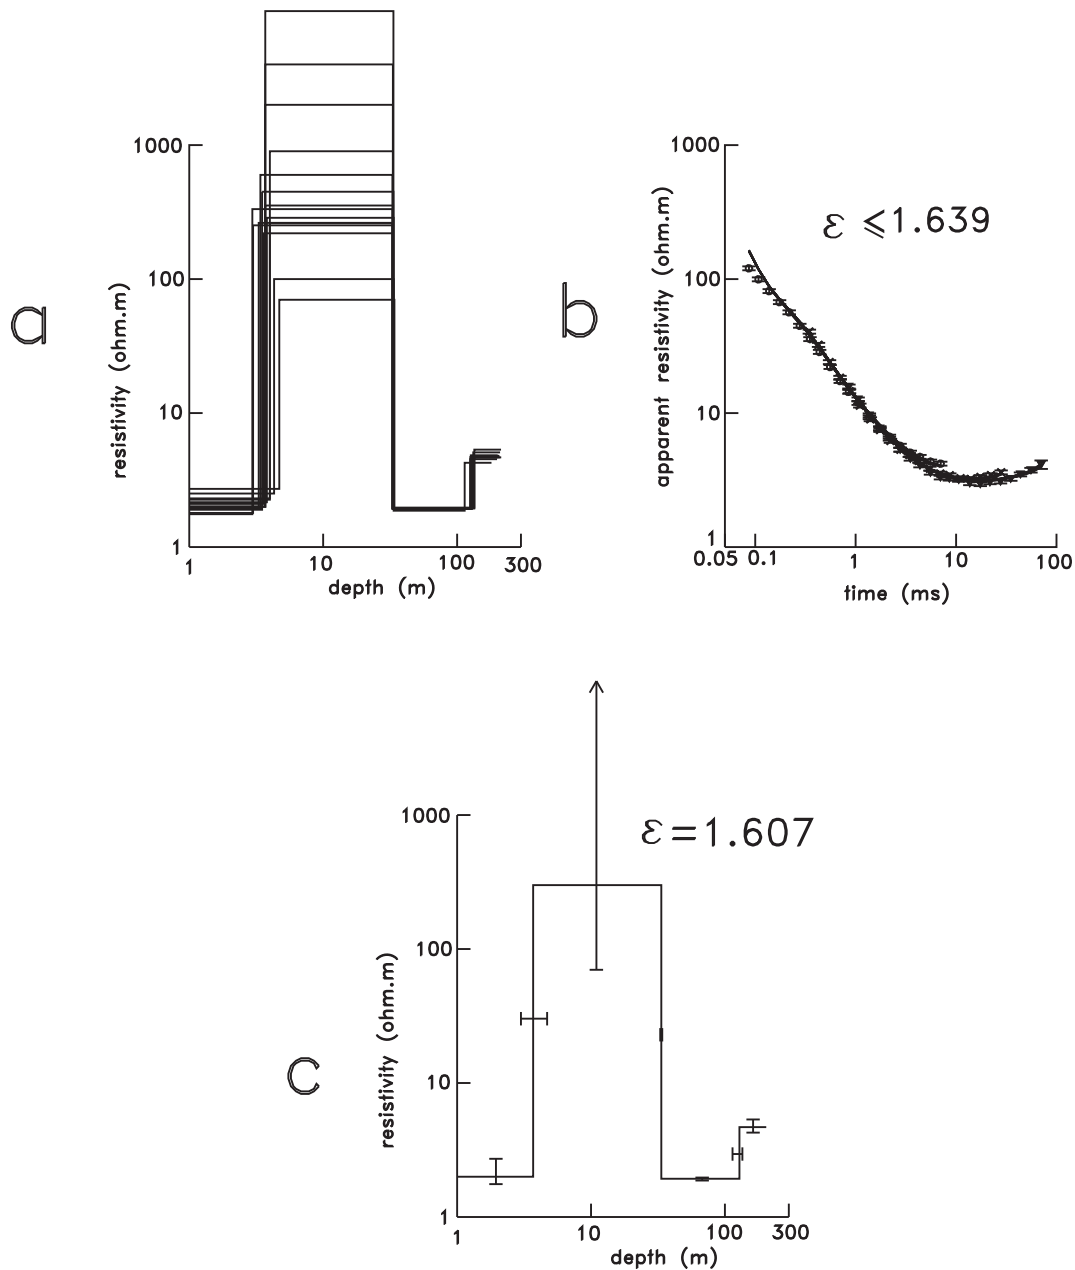 a
resistivity (ohm.m)
1000
100
10
1
1 10 100 300
depth (m)
b
apparent resistivity (ohm.m)
1000
100
10
1
ε ⩽1.639
0.05 0.1 1 10 100
time (ms)
c
resistivity (ohm.m)
1000
100
10
1
ε=1.607
1 10 100 300
depth (m)